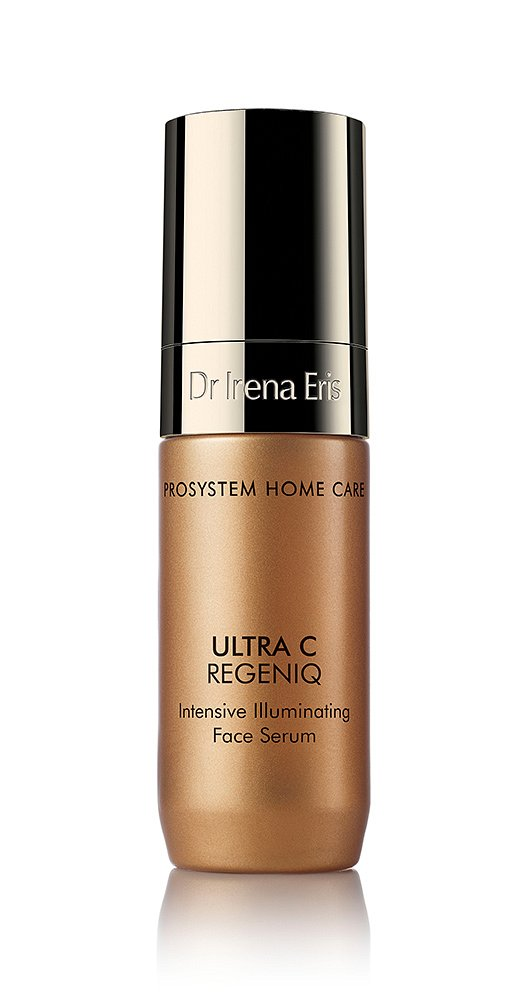 Dr Irena Eris
PROSYSTEM HOME CARE
ULTRA C
REGENIQ
Intensive Illuminating
Face Serum